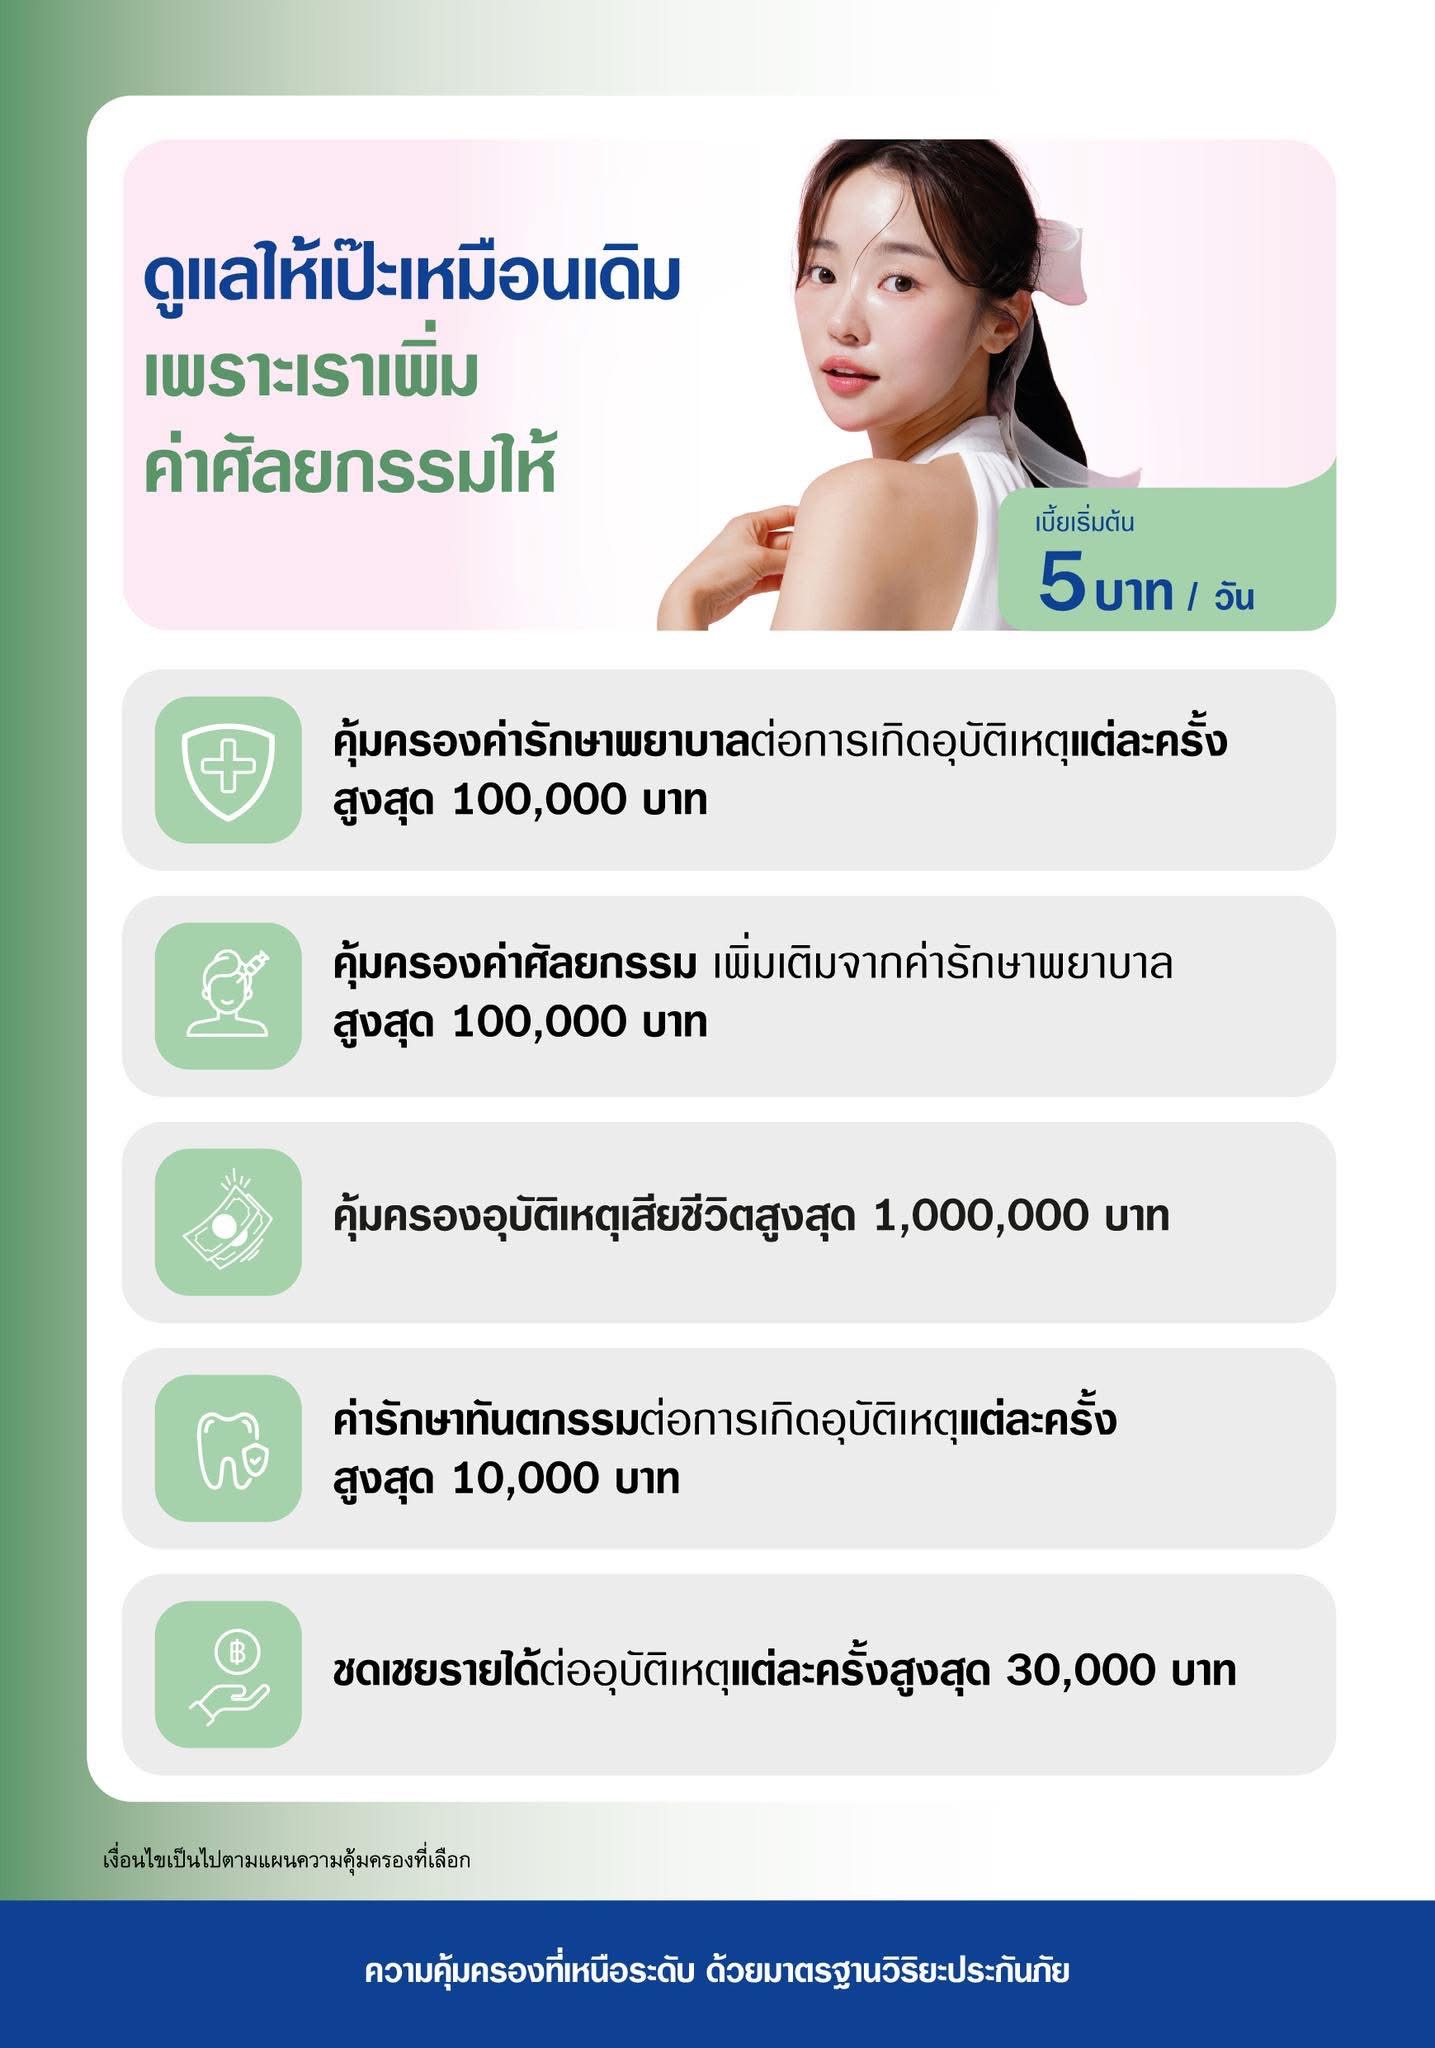 ดูแลให้เป๊ะเหมือนเดิม
เพราะเราเพิ่ม
ค่าศัลยกรรมให้
เบี้ยเริ่มต้น
5 บาท / วัน
คุ้มครองค่ารักษาพยาบาลต่อการเกิดอุบัติเหตุแต่ละครั้ง
สูงสุด 100,000 บาท
คุ้มครองค่าศัลยกรรม เพิ่มเติมจากค่ารักษาพยาบาล
สูงสุด 100,000 บาท
คุ้มครองอุบัติเหตุเสียชีวิตสูงสุด 1,000,000 บาท
ค่ารักษาทันตกรรมต่อการเกิดอุบัติเหตุแต่ละครั้ง
สูงสุด 10,000 บาท
฿
ชดเชยรายได้ต่ออุบัติเหตุแต่ละครั้งสูงสุด 30,000 บาท
เงื่อนไขเป็นไปตามแผนความคุ้มครองที่เลือก
ความคุ้มครองที่เหนือระดับ ด้วยมาตรฐานวิริยะประกันภัย